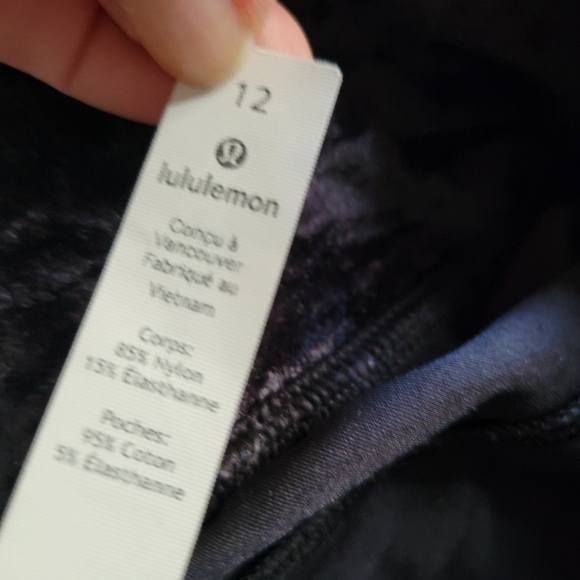 12
lululemon
Conçu à
Vancouver
Fabriqué au
Vietnam
Corps:
85% Nylon
15% Élasthanne
Poches:
95% Coton
5% Élasthanne